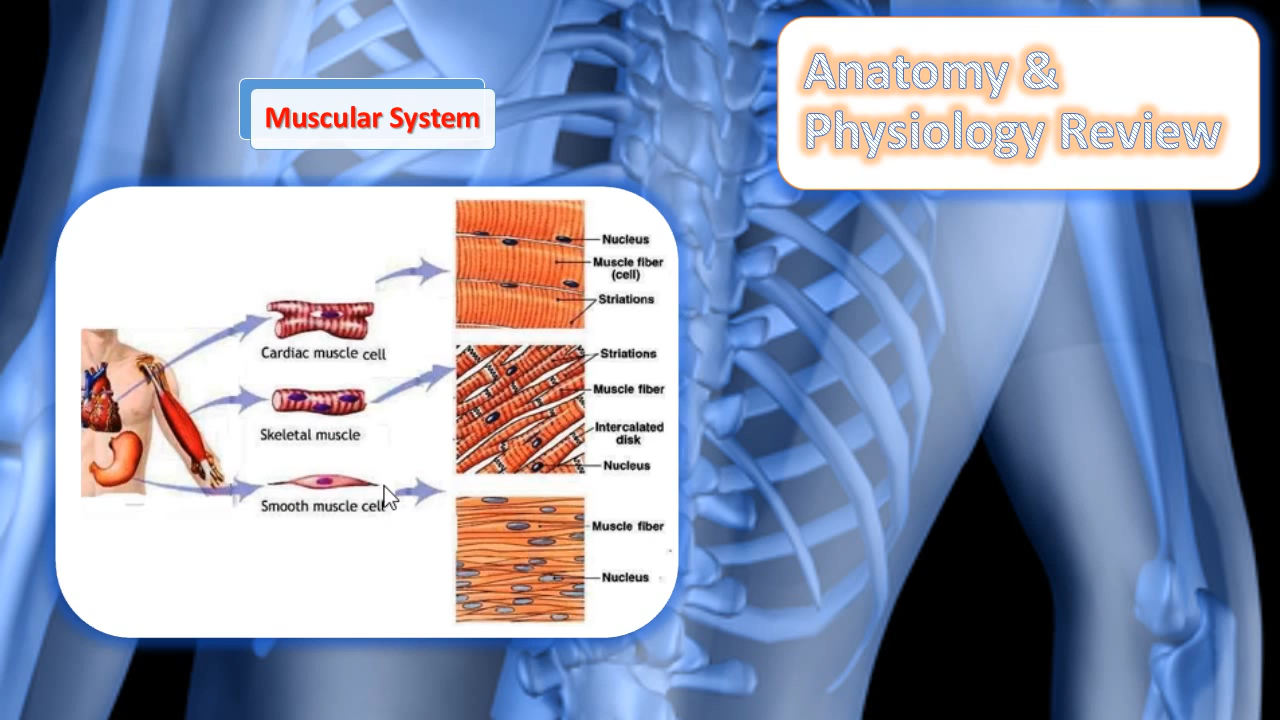 Anatomy &
Physiology Review
Muscular System
Nucleus
Muscle fiber
(cell)
Striations
Cardiac muscle cell
Striations
Muscle fiber
Intercalated
disk
Nucleus
Skeletal muscle
Smooth muscle cell
Muscle fiber
Nucleus